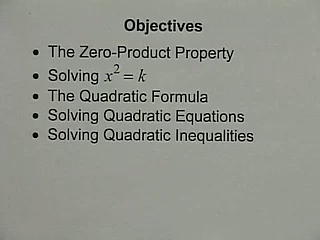 Objectives
• The Zero-Product Property
• Solving x² = k
• The Quadratic Formula
• Solving Quadratic Equations
• Solving Quadratic Inequalities